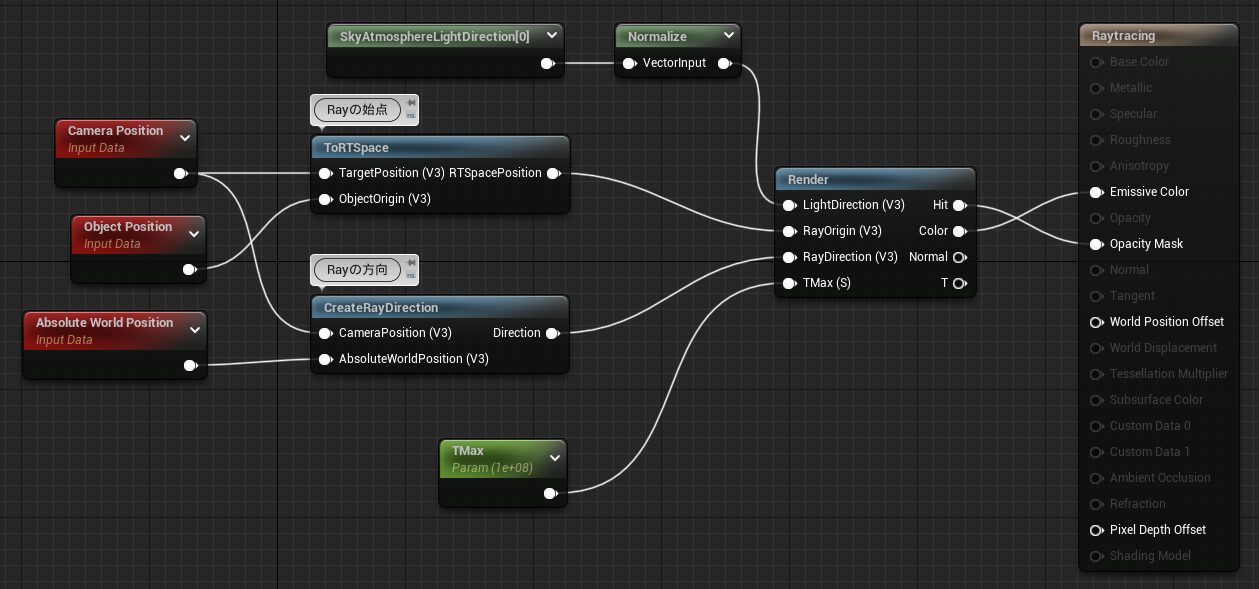 SkyAtmosphereLightDirection[0]
Normalize
VectorInput
Rayの始点
Camera Position
Input Data
ToRTSpace
TargetPosition (V3) RTSpacePosition
ObjectOrigin (V3)
Object Position
Input Data
Rayの方向
CreateRayDirection
CameraPosition (V3) Direction
AbsoluteWorldPosition (V3)
Absolute World Position
Input Data
TMax
Param (1e+08)
Render
LightDirection (V3) Hit
RayOrigin (V3) Color
RayDirection (V3) Normal
TMax (S) T
Raytracing
Base Color
Metallic
Specular
Roughness
Anisotropy
Emissive Color
Opacity
Opacity Mask
Normal
Tangent
World Position Offset
World Displacement
Tessellation Multiplier
Subsurface Color
Custom Data 0
Custom Data 1
Ambient Occlusion
Refraction
Pixel Depth Offset
Shading Model